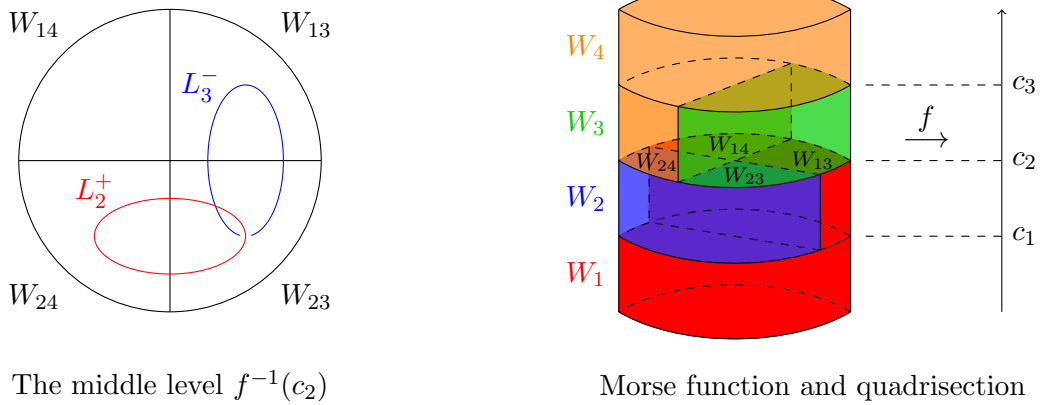 W₁₄
W₁₃
L₃⁻
L₂⁺
W₂₄
W₂₃
The middle level f⁻¹(c₂)
W₄
W₃
W₂
W₁
W₁₄
W₂₄
W₁₃
W₂₃
f
c₃
c₂
c₁
Morse function and quadrisection